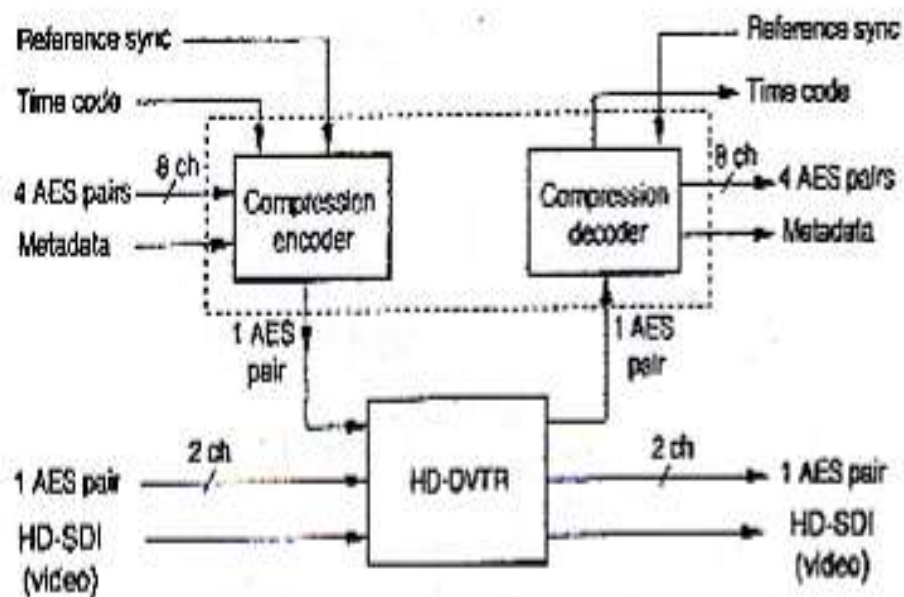 Reference sync
Reference sync
Time code
Time code
8 ch
8 ch
4 AES pairs
Compression
encoder
Compression
decoder
4 AES pairs
Metadata
Metadata
1 AES
pair
1 AES
pair
2 ch
2 ch
1 AES pair
HD-DVTR
1 AES pair
HD-SDI
(video)
HD-SDI
(video)